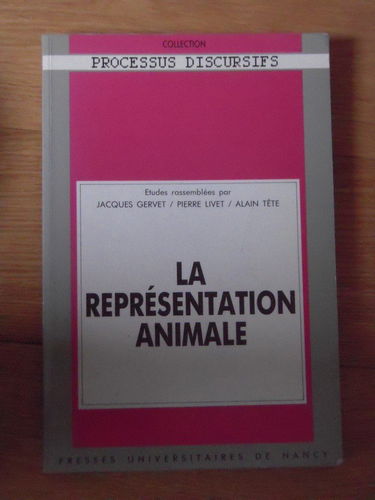 COLLECTION
PROCESSUS DISCURSIFS
Etudes rassemblées par
JACQUES GERVET / PIERRE LIVET / ALAIN TÊTE
LA
REPRÉSENTATION
ANIMALE
PRESSES UNIVERSITAIRES DE NANCY